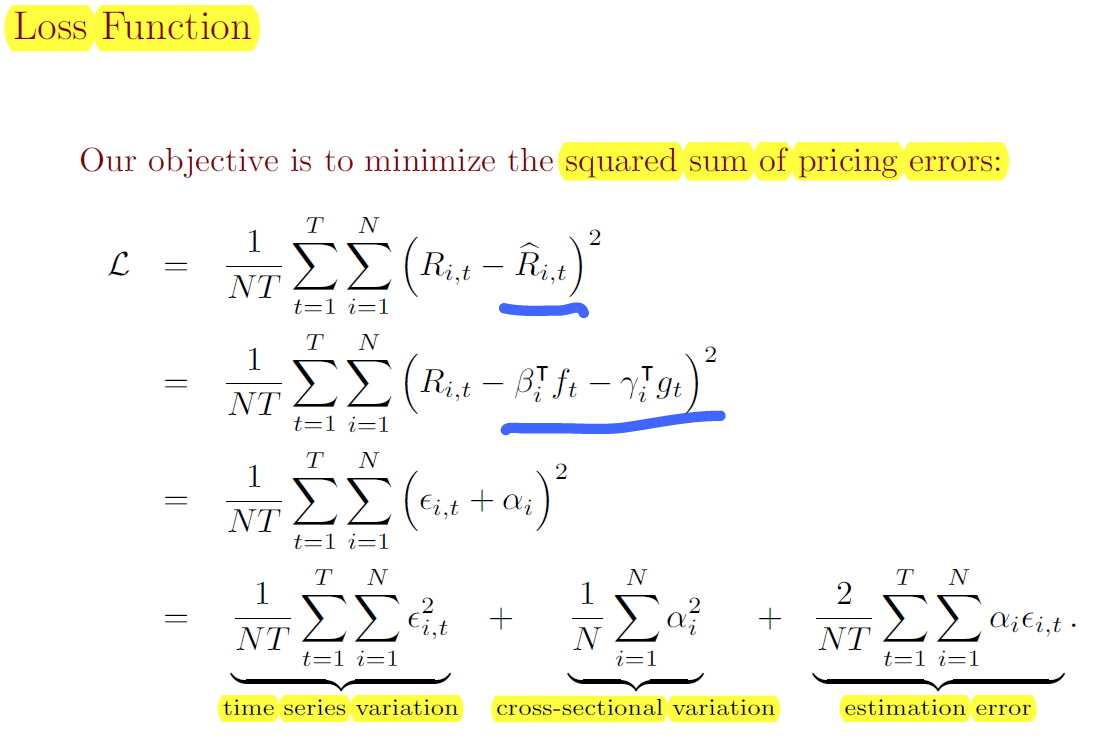 Loss Function
Our objective is to minimize the squared sum of pricing errors:
$\mathcal{L} = \frac{1}{NT} \sum_{t=1}^{T} \sum_{i=1}^{N} \left( R_{i,t} - \widehat{R}_{i,t} \right)^2$
$= \frac{1}{NT} \sum_{t=1}^{T} \sum_{i=1}^{N} \left( R_{i,t} - \beta_i^{\intercal} f_t - \gamma_i^{\intercal} g_t \right)^2$
$= \frac{1}{NT} \sum_{t=1}^{T} \sum_{i=1}^{N} \left( \epsilon_{i,t} + \alpha_i \right)^2$
$= \underbrace{\frac{1}{NT} \sum_{t=1}^{T} \sum_{i=1}^{N} \epsilon_{i,t}^2}_{\text{time series variation}} + \underbrace{\frac{1}{N} \sum_{i=1}^{N} \alpha_i^2}_{\text{cross-sectional variation}} + \underbrace{\frac{2}{NT} \sum_{t=1}^{T} \sum_{i=1}^{N} \alpha_i \epsilon_{i,t}}_{\text{estimation error}} .$